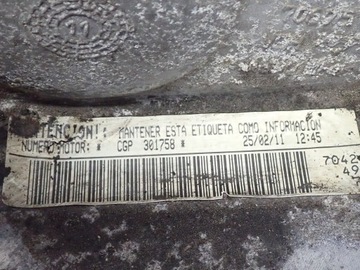 ATENCION!: MANTENER ESTA ETIQUETA COMO INFORMACION
NUMERO MOTOR: * CGP 301758 * 25/02/11 12:45
7042
49